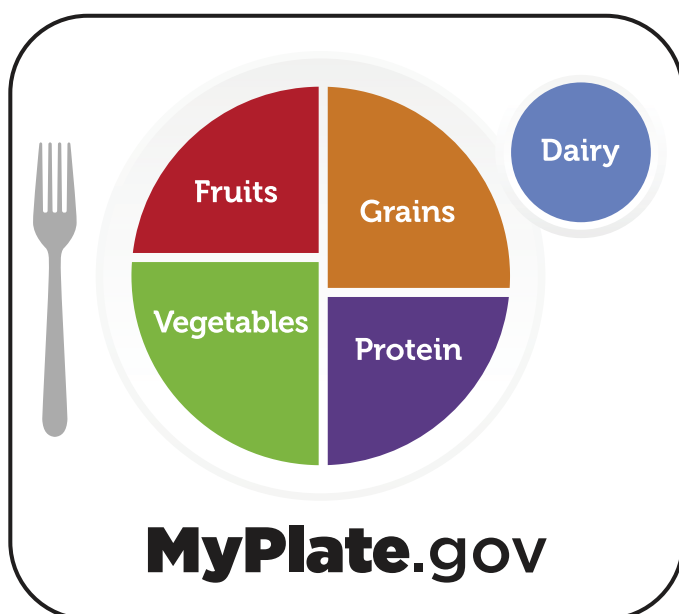 Fruits
Grains
Dairy
Vegetables
Protein
MyPlate.gov